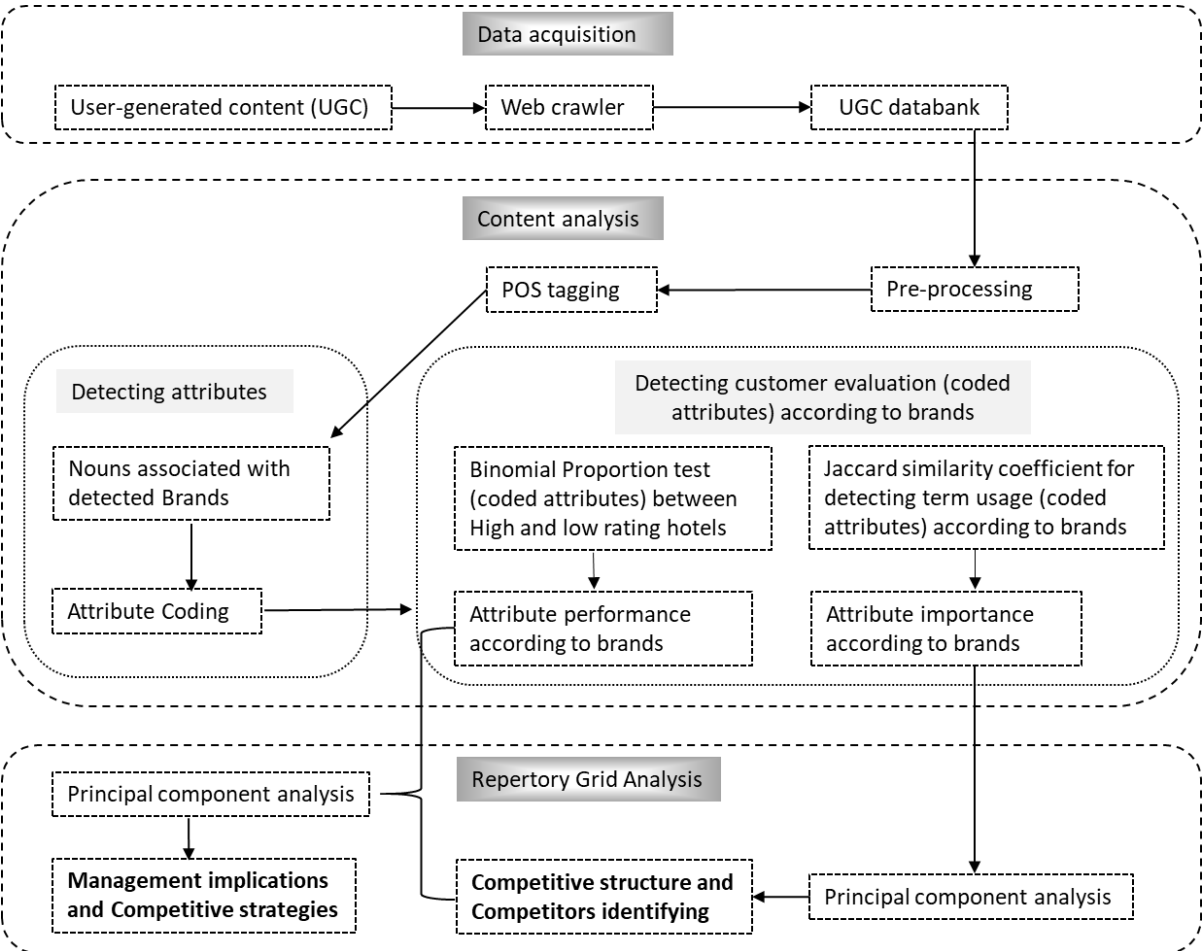 Data acquisition
User-generated content (UGC)
Web crawler
UGC databank
Content analysis
POS tagging
Pre-processing
Detecting attributes
Detecting customer evaluation (coded
attributes) according to brands
Nouns associated with
detected Brands
Binomial Proportion test
(coded attributes) between
High and low rating hotels
Jaccard similarity coefficient for
detecting term usage (coded
attributes) according to brands
Attribute Coding
Attribute performance
according to brands
Attribute importance
according to brands
Repertory Grid Analysis
Principal component analysis
Management implications
and Competitive strategies
Competitive structure and
Competitors identifying
Principal component analysis